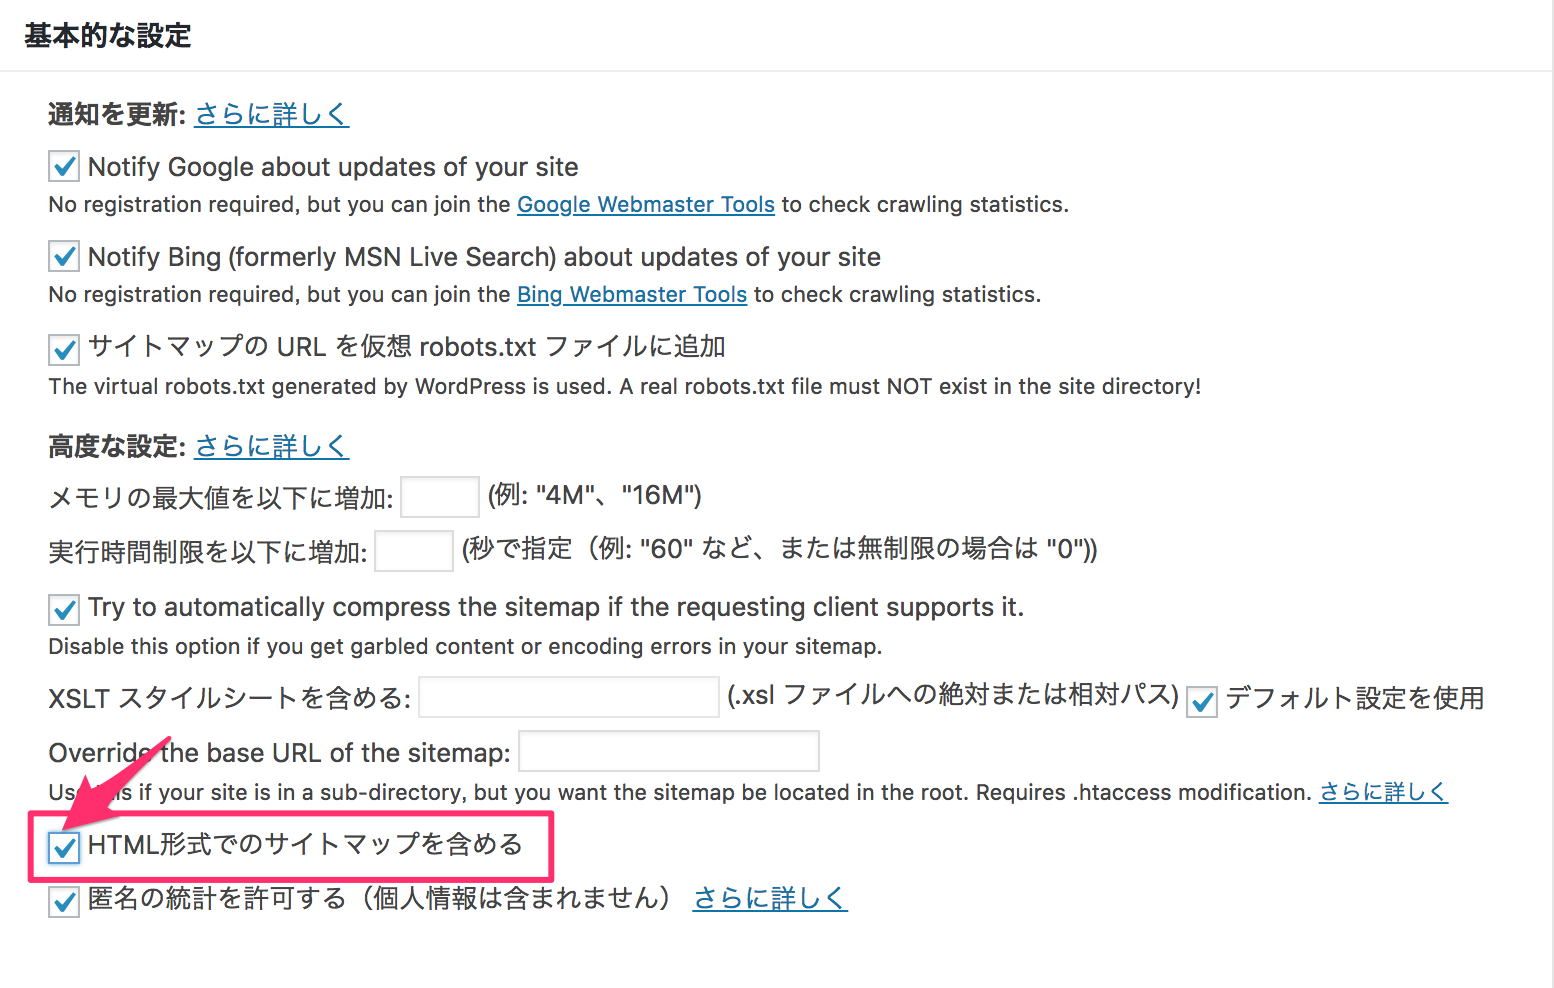 基本的な設定
通知を更新: さらに詳しく
Notify Google about updates of your site
No registration required, but you can join the Google Webmaster Tools to check crawling statistics.
Notify Bing (formerly MSN Live Search) about updates of your site
No registration required, but you can join the Bing Webmaster Tools to check crawling statistics.
サイトマップの URL を仮想 robots.txt ファイルに追加
The virtual robots.txt generated by WordPress is used. A real robots.txt file must NOT exist in the site directory!
高度な設定: さらに詳しく
メモリの最大値を以下に増加: (例: "4M"、"16M")
実行時間制限を以下に増加: (秒で指定（例: "60" など、または無制限の場合は "0"))
Try to automatically compress the sitemap if the requesting client supports it.
Disable this option if you get garbled content or encoding errors in your sitemap.
XSLT スタイルシートを含める: (.xsl ファイルへの絶対または相対パス) デフォルト設定を使用
Override the base URL of the sitemap:
Use this if your site is in a sub-directory, but you want the sitemap be located in the root. Requires .htaccess modification. さらに詳しく
HTML形式でのサイトマップを含める
匿名の統計を許可する（個人情報は含まれません） さらに詳しく